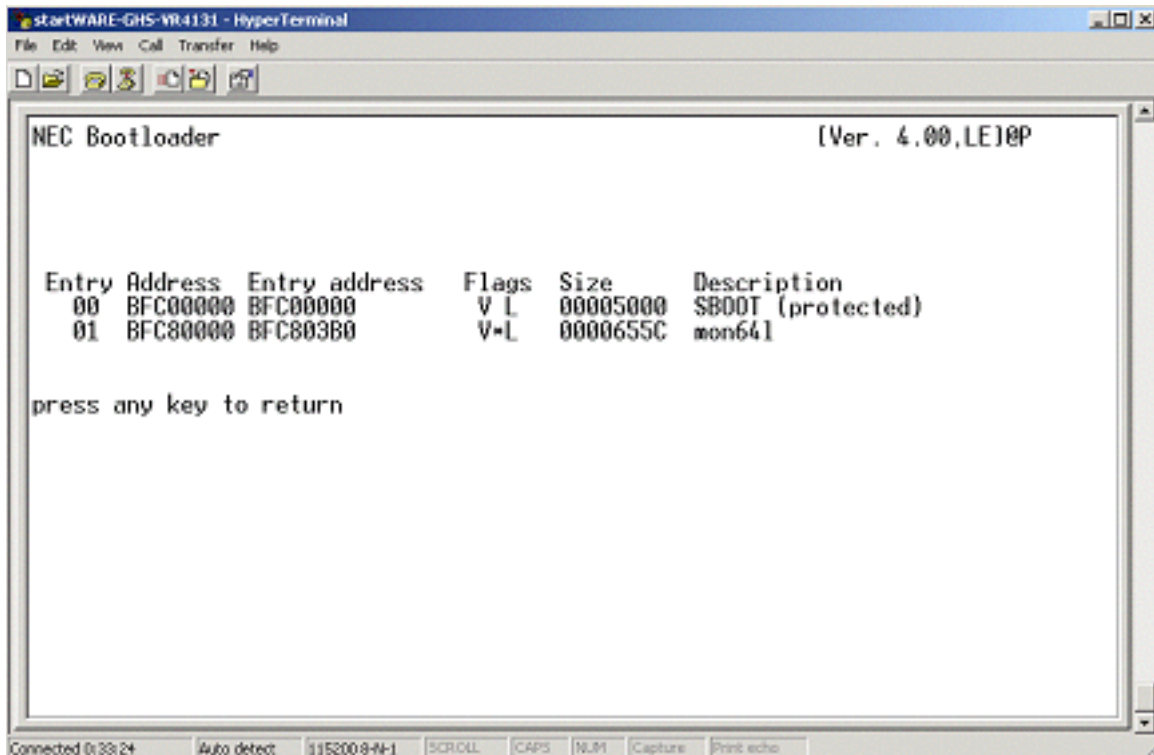 startWARE-GHS-VR4131 - HyperTerminal
File Edit View Call Transfer Help
NEC Bootloader [Ver. 4.00,LE]@P
Entry Address Entry address Flags Size Description
00 BFC00000 BFC00000 V L 00005000 SBOOT (protected)
01 BFC80000 BFC803B0 V*L 0000655C mon64l
press any key to return
Connected 0:33:24 Auto detect 115200 8-N-1 SCROLL CAPS NUM Capture Print echo